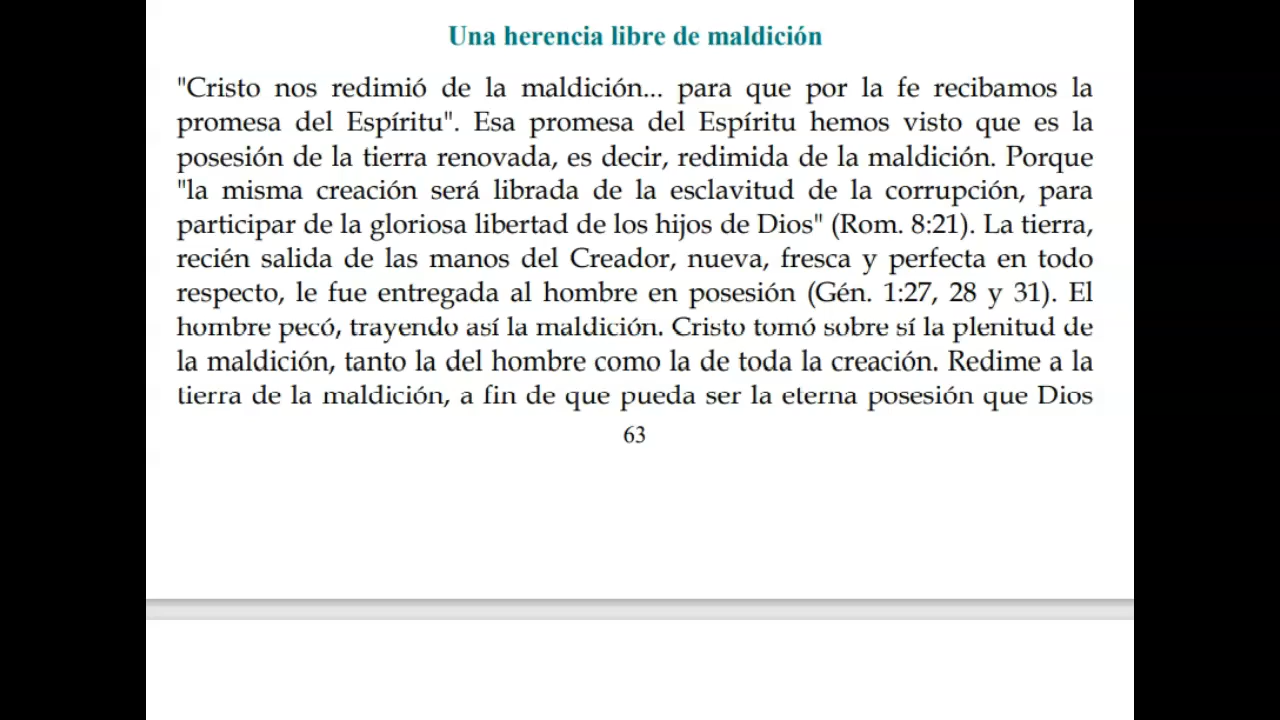 Una herencia libre de maldición
"Cristo nos redimió de la maldición... para que por la fe recibamos la
promesa del Espíritu". Esa promesa del Espíritu hemos visto que es la
posesión de la tierra renovada, es decir, redimida de la maldición. Porque
"la misma creación será librada de la esclavitud de la corrupción, para
participar de la gloriosa libertad de los hijos de Dios" (Rom. 8:21). La tierra,
recién salida de las manos del Creador, nueva, fresca y perfecta en todo
respecto, le fue entregada al hombre en posesión (Gén. 1:27, 28 y 31). El
hombre pecó, trayendo así la maldición. Cristo tomó sobre sí la plenitud de
la maldición, tanto la del hombre como la de toda la creación. Redime a la
tierra de la maldición, a fin de que pueda ser la eterna posesión que Dios
63